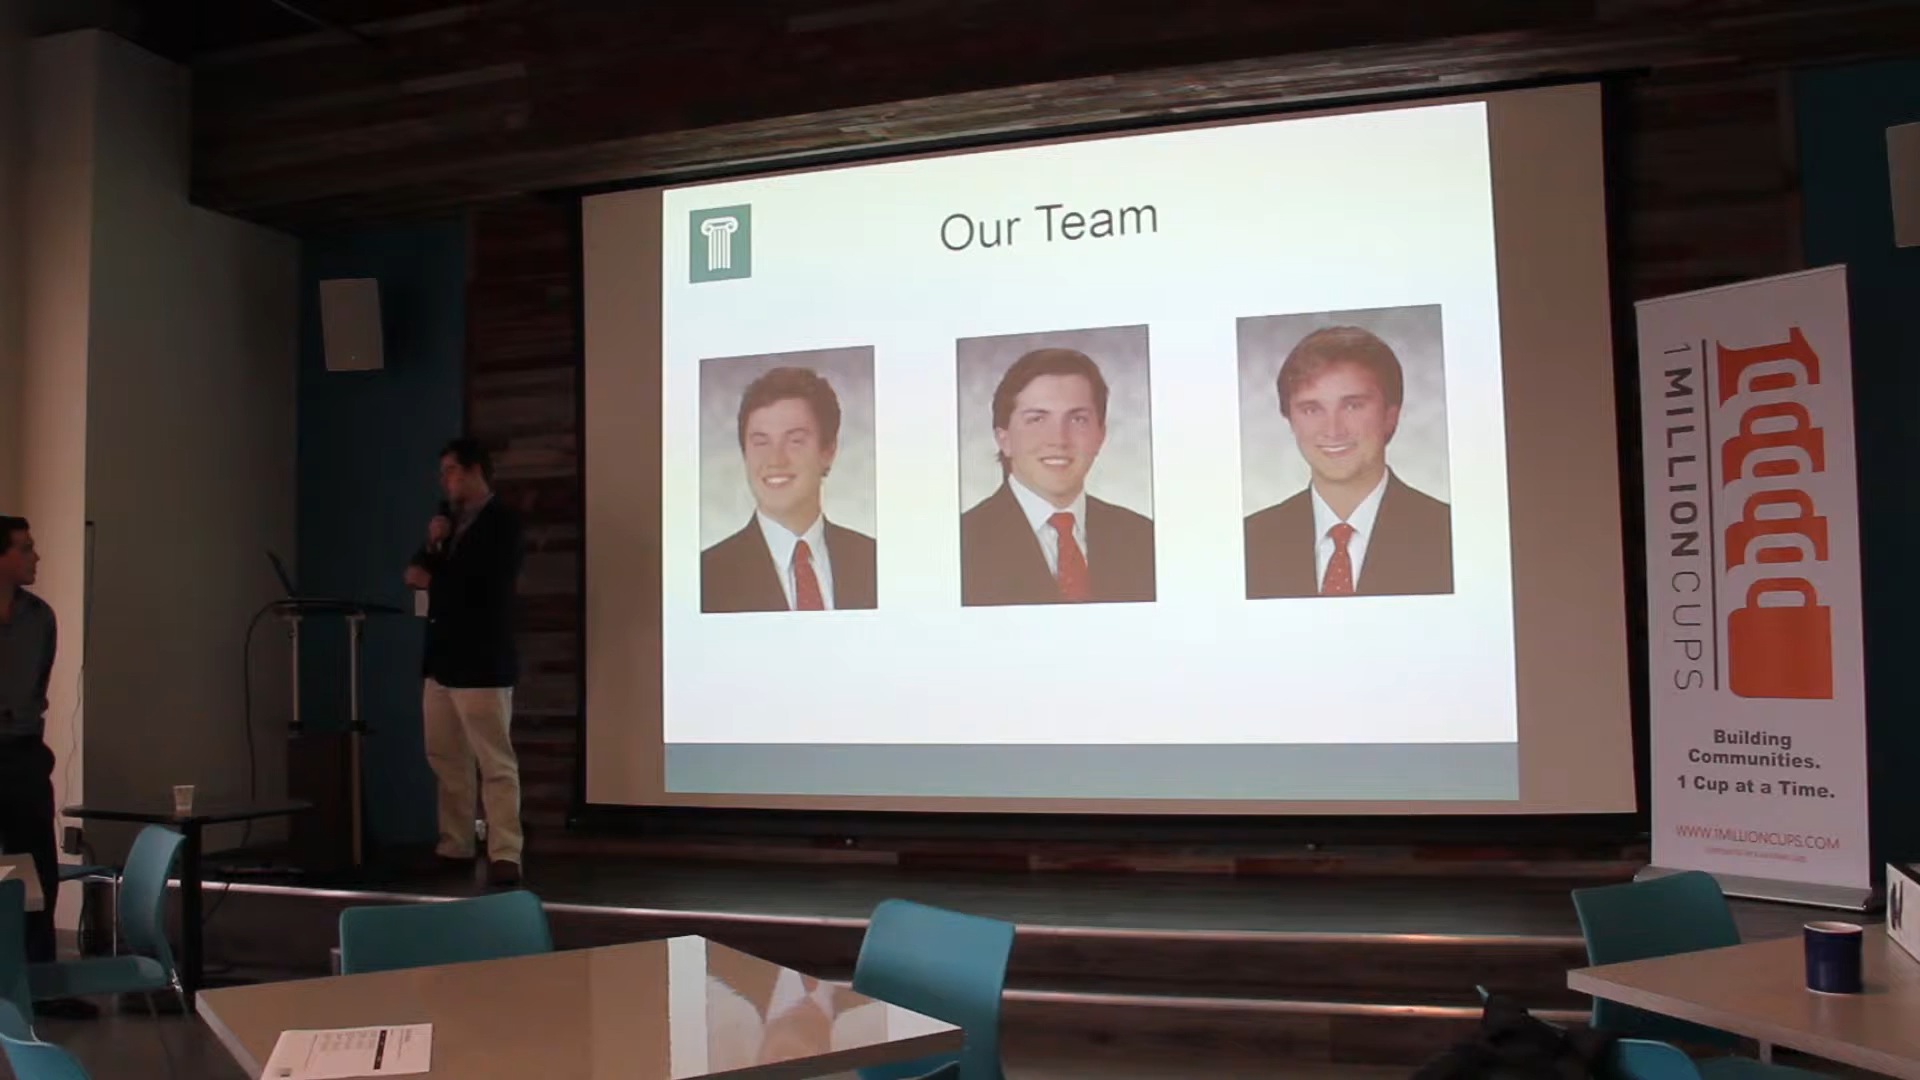 Our Team
1 MILLION CUPS
Building
Communities.
1 Cup at a Time.
WWW.1MILLIONCUPS.COM